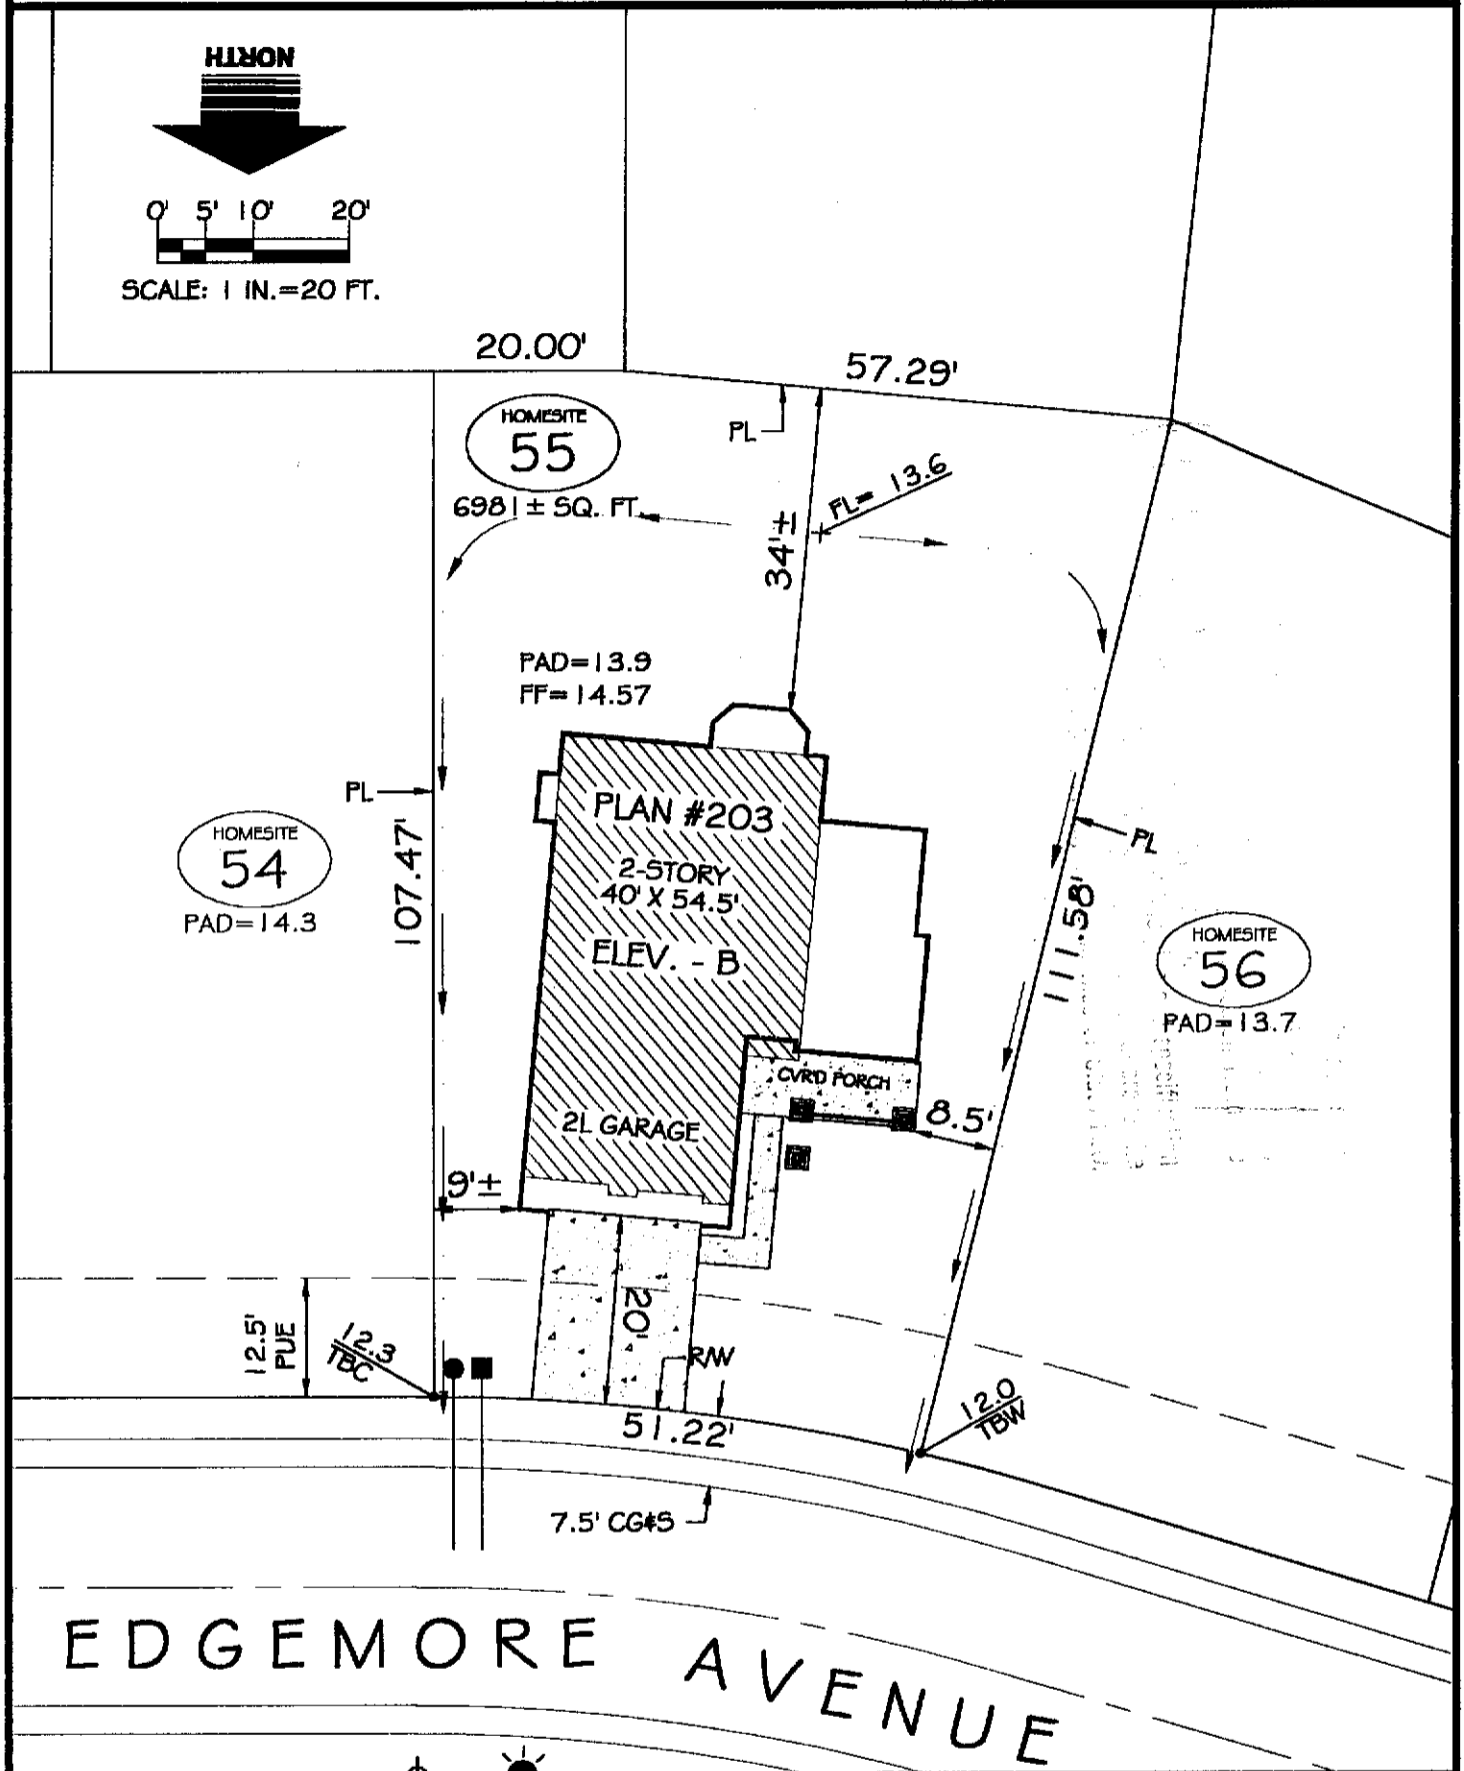 NORTH
0' 5' 10' 20'
SCALE: 1 IN.=20 FT.
20.00'
57.29'
HOMESITE
55
6981± SQ. FT.
PL
FL= 13.6
34'±
PAD=13.9
FF=14.57
PL
107.47'
HOMESITE
54
PAD=14.3
PLAN #203
2-STORY
40' X 54.5'
ELEV. - B
PL
111.58'
HOMESITE
56
PAD=13.7
CVR'D PORCH
2L GARAGE
8.5'
9'±
12.5'
PUE
12.3
TBC
20'
R/W
12.0
TBW
51.22'
7.5' CG&S
EDGEMORE AVENUE